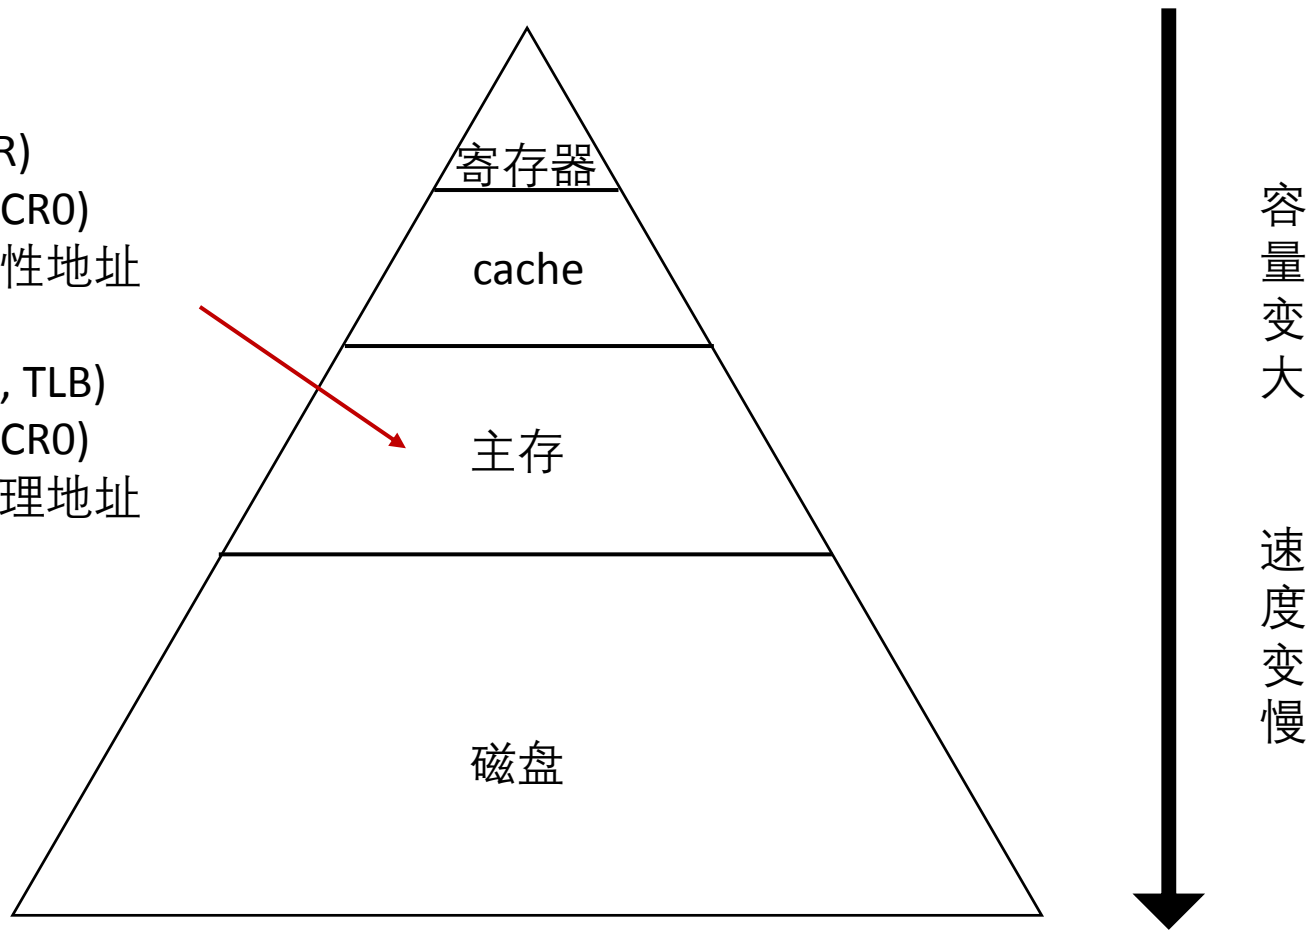 R)
CR0)
性地址
, TLB)
CR0)
理地址
寄存器
cache
主存
磁盘
容量变大
速度变慢